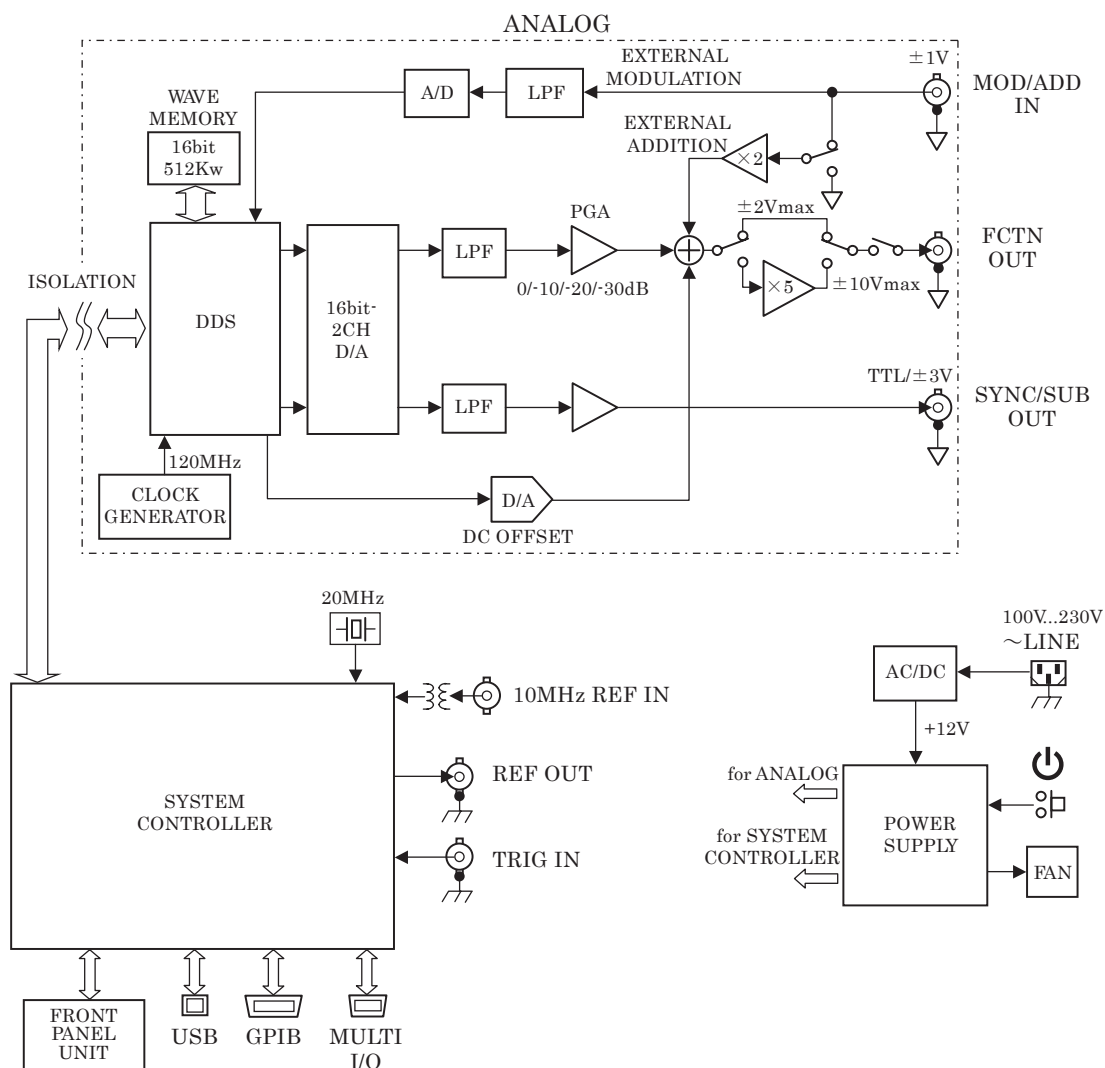 ANALOG
EXTERNAL
MODULATION
±1V
MOD/ADD
IN
A/D
LPF
WAVE
MEMORY
16bit
512Kw
EXTERNAL
ADDITION
×2
PGA
±2Vmax
FCTN
OUT
LPF
0/-10/-20/-30dB
×5
±10Vmax
ISOLATION
DDS
16bit-
2CH
D/A
TTL/±3V
SYNC/SUB
OUT
LPF
120MHz
CLOCK
GENERATOR
D/A
DC OFFSET
20MHz
100V...230V
～LINE
AC/DC
10MHz REF IN
+12V
REF OUT
for ANALOG
SYSTEM
CONTROLLER
POWER
SUPPLY
for SYSTEM
CONTROLLER
TRIG IN
FAN
FRONT
PANEL
UNIT
USB
GPIB
MULTI
I/O